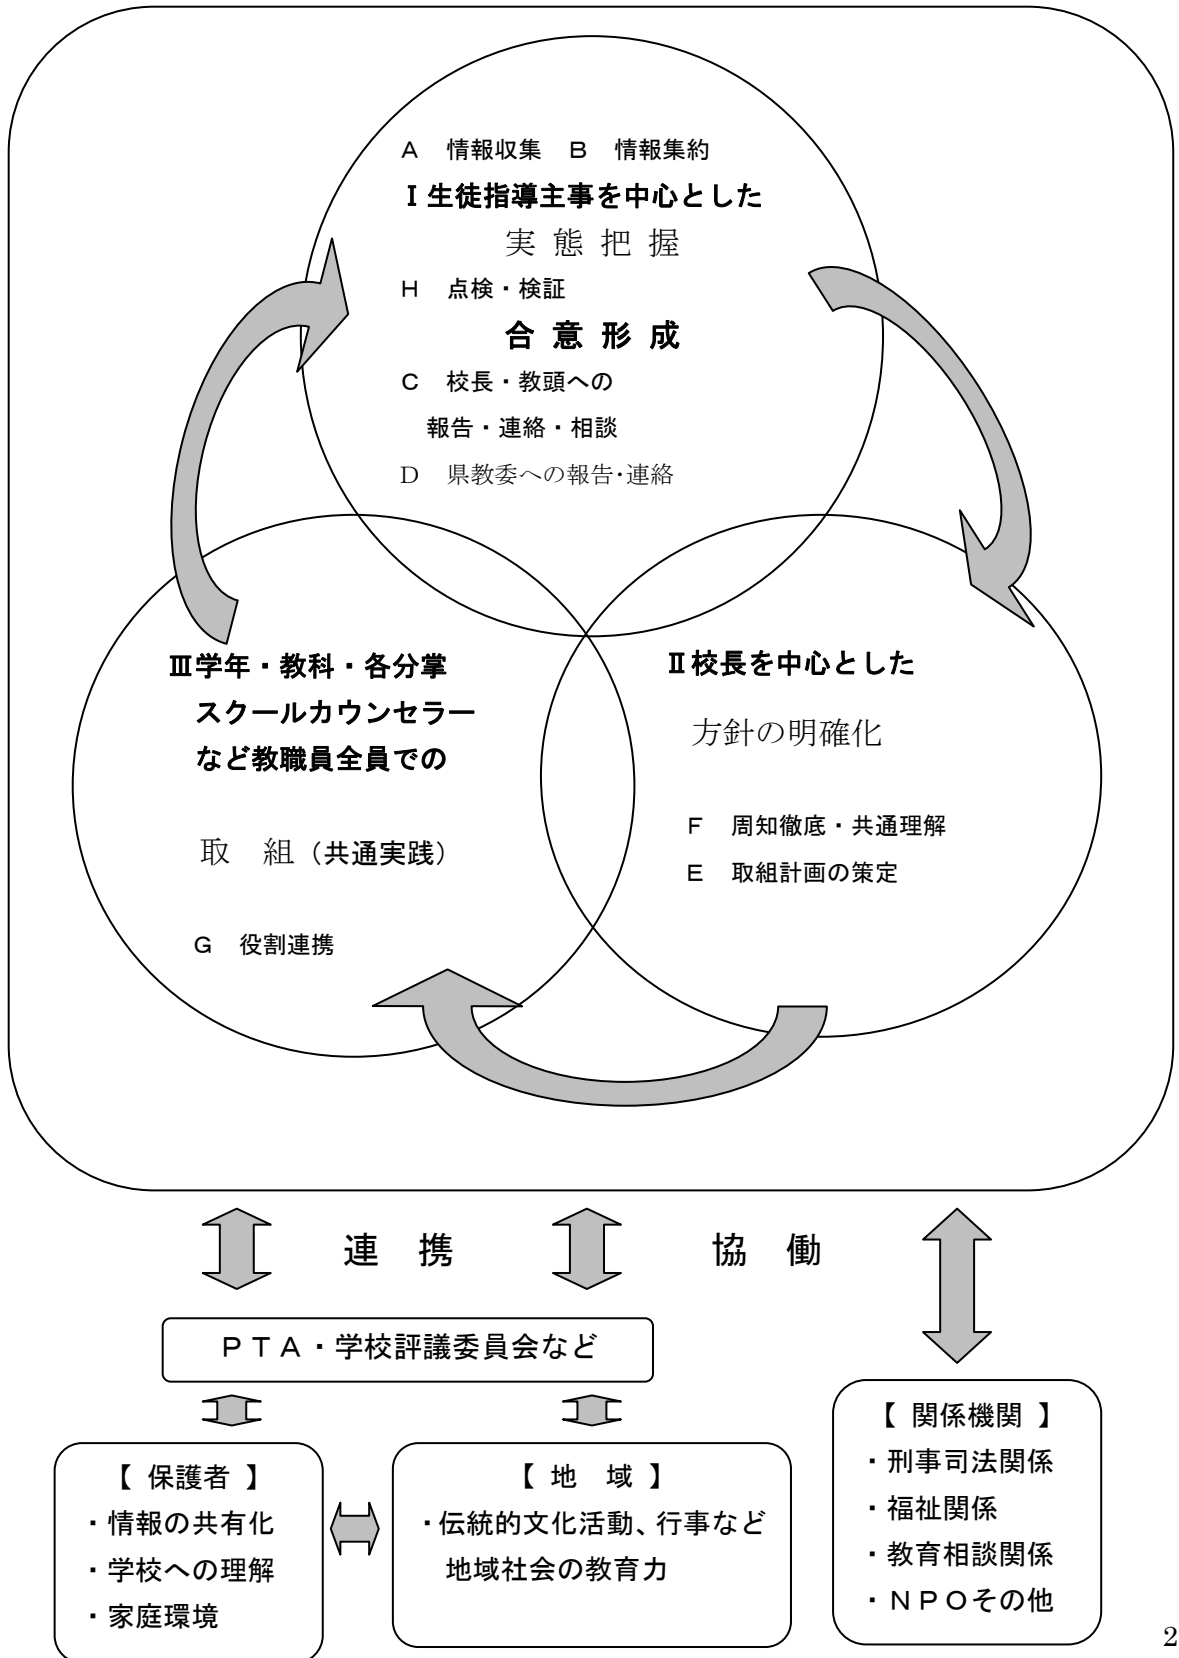 A 情報収集 B 情報集約
Ⅰ生徒指導主事を中心とした
実態把握
H 点検・検証
合意形成
C 校長・教頭への
報告・連絡・相談
D 県教委への報告・連絡
Ⅲ学年・教科・各分掌
スクールカウンセラー
など教職員全員での
取 組（共通実践）
G 役割連携
Ⅱ校長を中心とした
方針の明確化
F 周知徹底・共通理解
E 取組計画の策定
連 携
協 働
PTA・学校評議委員会など
【 保護者 】
・情報の共有化
・学校への理解
・家庭環境
【 地 域 】
・伝統的文化活動、行事など
地域社会の教育力
【 関係機関 】
・刑事司法関係
・福祉関係
・教育相談関係
・NPOその他
2